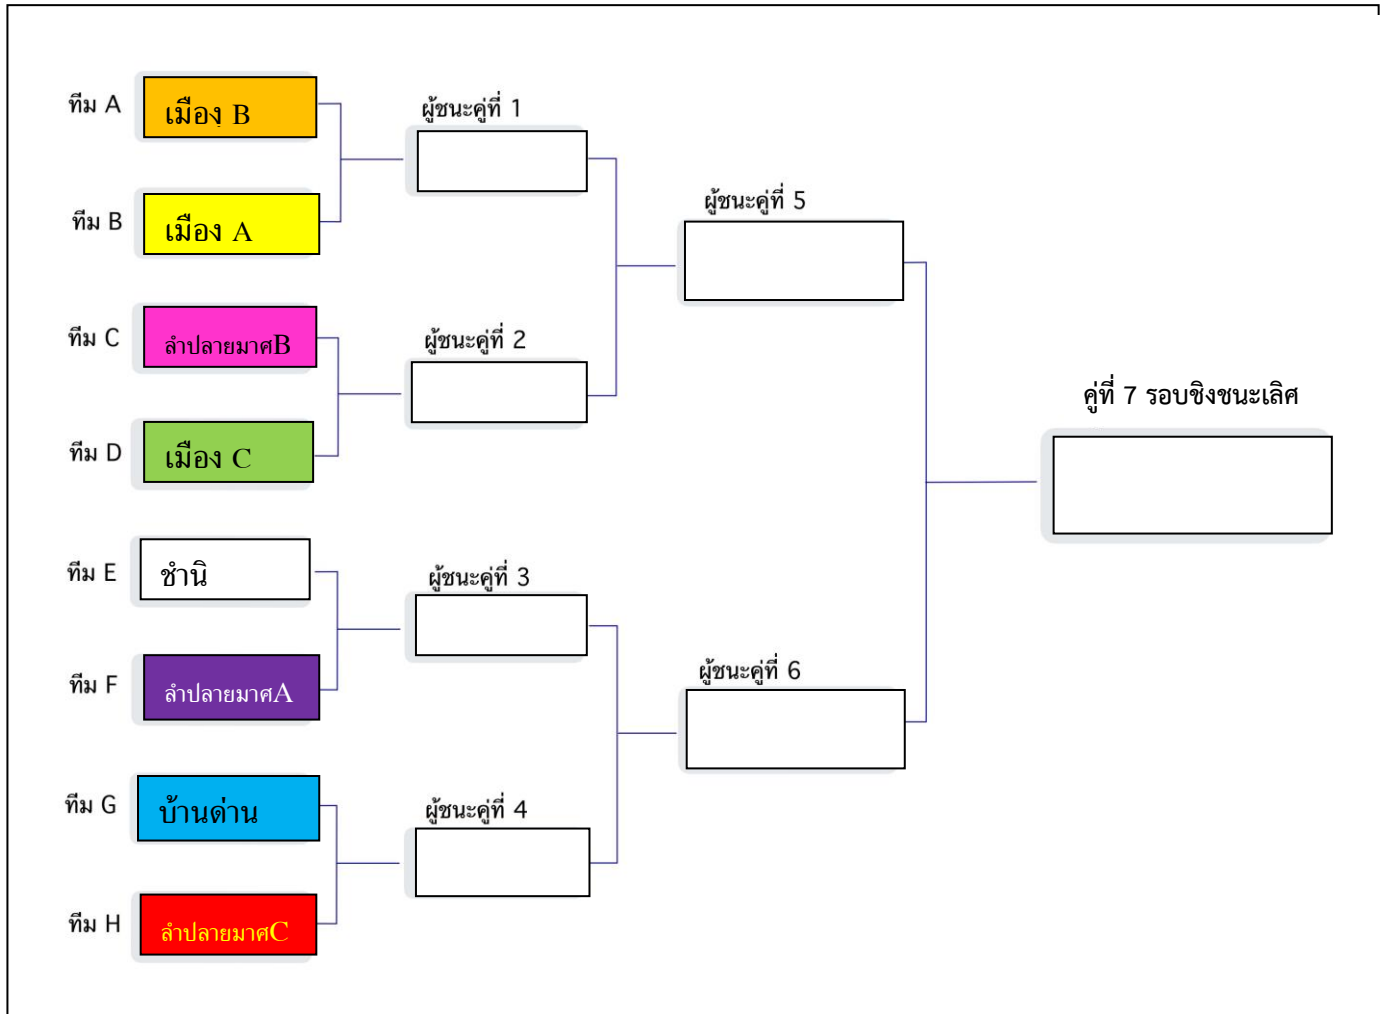 ทีม A
เมือง B
ผู้ชนะคู่ที่ 1
ทีม B
เมือง A
ผู้ชนะคู่ที่ 5
ทีม C
ลำปลายมาศB
ผู้ชนะคู่ที่ 2
ทีม D
เมือง C
คู่ที่ 7 รอบชิงชนะเลิศ
ทีม E
ชำนิ
ผู้ชนะคู่ที่ 3
ทีม F
ลำปลายมาศA
ผู้ชนะคู่ที่ 6
ทีม G
บ้านด่าน
ผู้ชนะคู่ที่ 4
ทีม H
ลำปลายมาศC